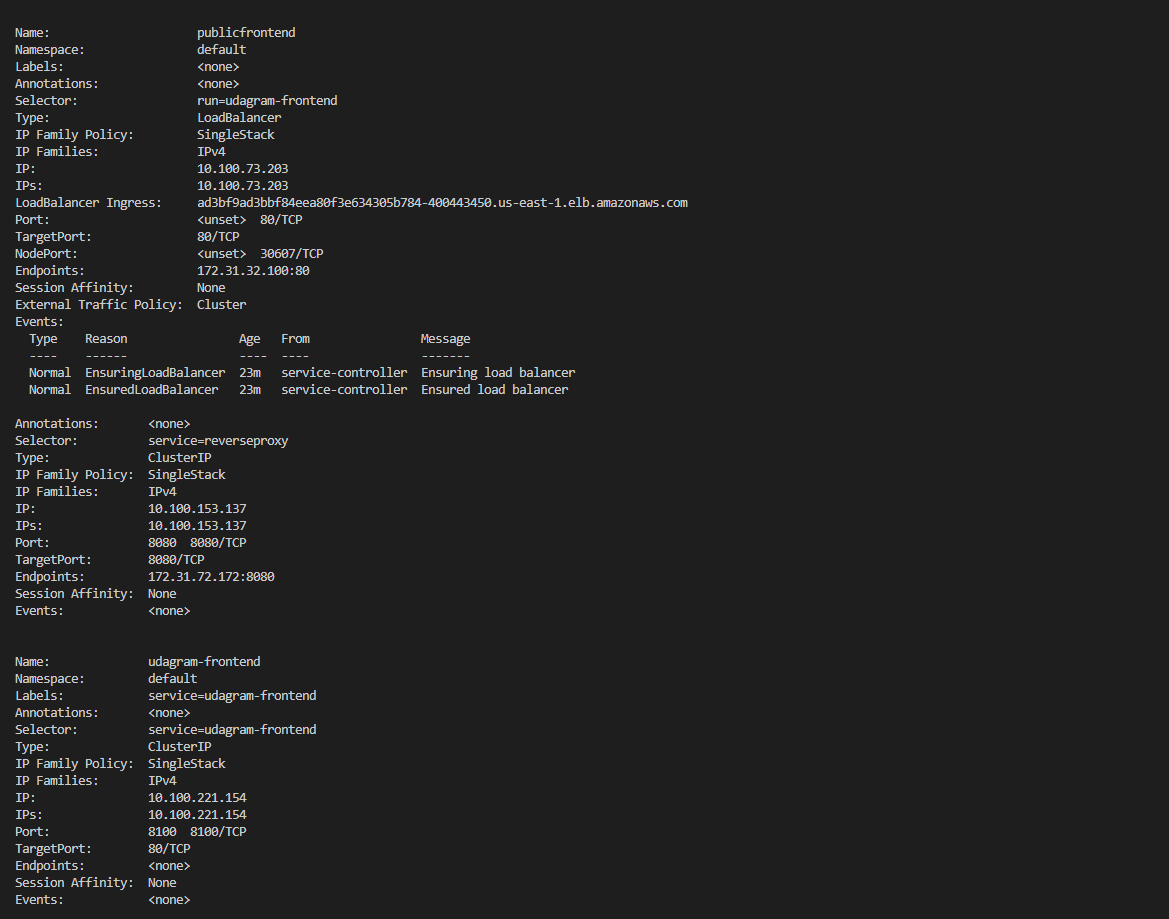 Name:                     publicfrontend
Namespace:                default
Labels:                   <none>
Annotations:              <none>
Selector:                 run=udagram-frontend
Type:                     LoadBalancer
IP Family Policy:         SingleStack
IP Families:              IPv4
IP:                       10.100.73.203
IPs:                      10.100.73.203
LoadBalancer Ingress:     ad3bf9ad3bbf84eea80f3e634305b784-400443450.us-east-1.elb.amazonaws.com
Port:                     <unset>  80/TCP
TargetPort:               80/TCP
NodePort:                 <unset>  30607/TCP
Endpoints:                172.31.32.100:80
Session Affinity:         None
External Traffic Policy:  Cluster
Events:
  Type    Reason                Age   From                Message
  ----    ------                ----  ----                -------
  Normal  EnsuringLoadBalancer  23m   service-controller  Ensuring load balancer
  Normal  EnsuredLoadBalancer   23m   service-controller  Ensured load balancer
Annotations:       <none>
Selector:          service=reverseproxy
Type:              ClusterIP
IP Family Policy:  SingleStack
IP Families:       IPv4
IP:                10.100.153.137
IPs:               10.100.153.137
Port:              8080  8080/TCP
TargetPort:        8080/TCP
Endpoints:         172.31.72.172:8080
Session Affinity:  None
Events:            <none>
Name:              udagram-frontend
Namespace:         default
Labels:            service=udagram-frontend
Annotations:       <none>
Selector:          service=udagram-frontend
Type:              ClusterIP
IP Family Policy:  SingleStack
IP Families:       IPv4
IP:                10.100.221.154
IPs:               10.100.221.154
Port:              8100  8100/TCP
TargetPort:        80/TCP
Endpoints:         <none>
Session Affinity:  None
Events:            <none>